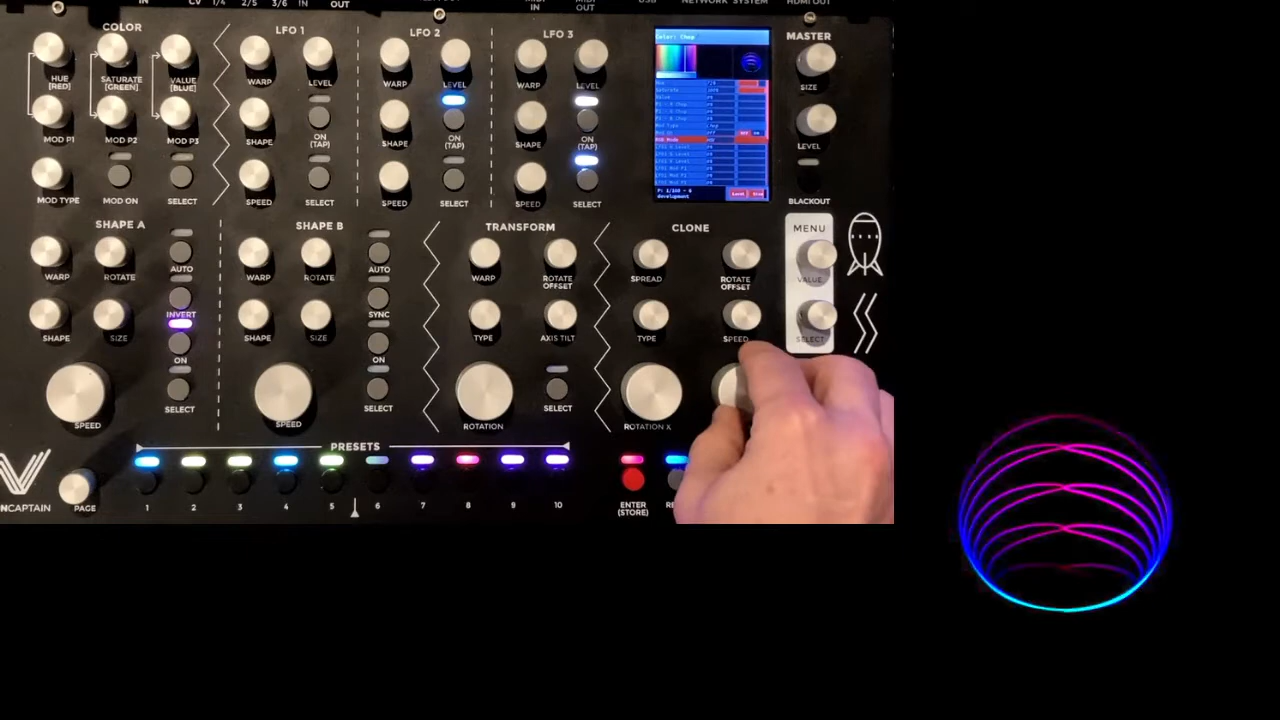 IN
CV
1/4
2/5
3/6
IN
OUT
MIDI
IN
MIDI
OUT
USB
NETWORK
SYSTEM
HDMI OUT
COLOR
HUE
[RED]
SATURATE
[GREEN]
VALUE
[BLUE]
MOD P1
MOD P2
MOD P3
MOD TYPE
MOD ON
SELECT
LFO 1
WARP
LEVEL
SHAPE
ON
(TAP)
SPEED
SELECT
LFO 2
WARP
LEVEL
SHAPE
ON
(TAP)
SPEED
SELECT
LFO 3
WARP
LEVEL
SHAPE
ON
(TAP)
SPEED
SELECT
Color: Chop
MASTER
SIZE
LEVEL
BLACKOUT
SHAPE A
WARP
ROTATE
AUTO
INVERT
SHAPE
SIZE
ON
SPEED
SELECT
SHAPE B
WARP
ROTATE
AUTO
SYNC
SHAPE
SIZE
ON
SPEED
SELECT
TRANSFORM
WARP
ROTATE
OFFSET
TYPE
AXIS TILT
ROTATION
SELECT
CLONE
SPREAD
ROTATE
OFFSET
TYPE
SPEED
ROTATION X
MENU
VALUE
SELECT
PRESETS
NCAPTAIN
PAGE
1
2
3
4
5
6
7
8
9
10
ENTER
(STORE)